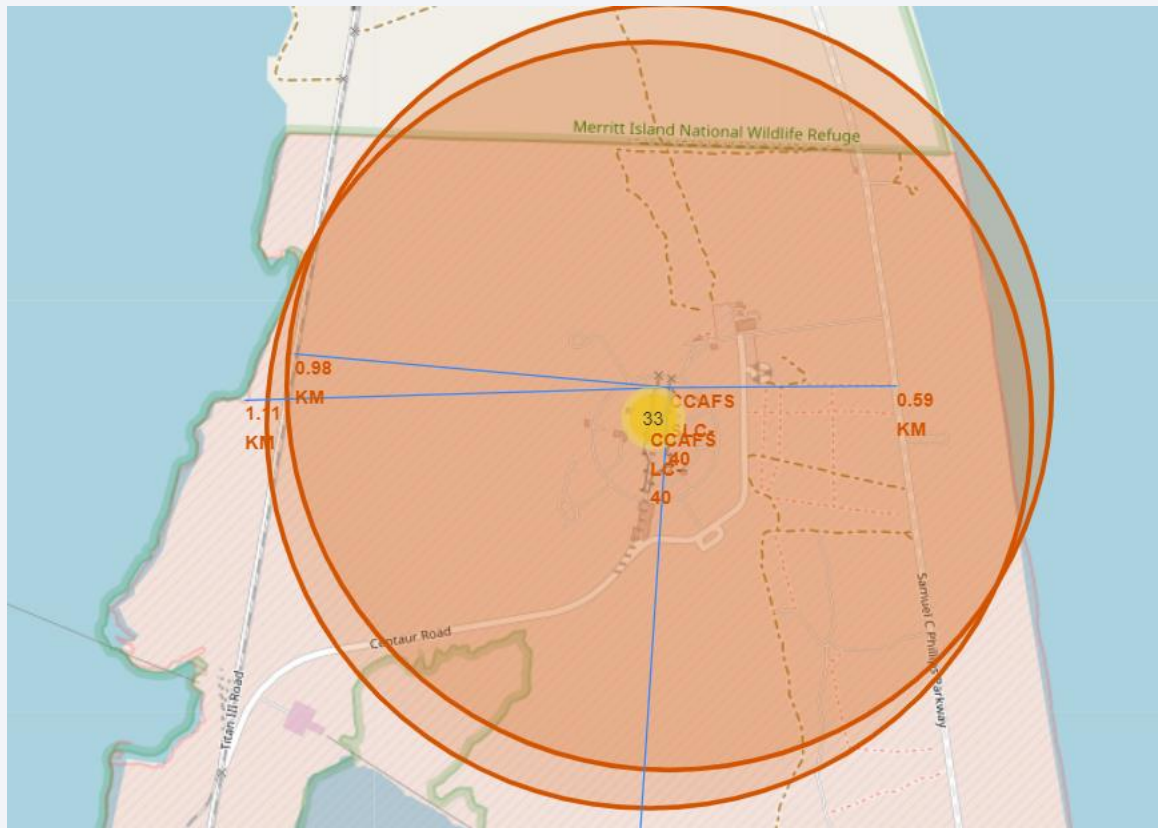 Merritt Island National Wildlife Refuge
0.98
KM
1.11
KM
0.59
KM
33
CCAFS
SLC-
40
CCAFS
LC-
40
Centaur Road
Titan III Road
Samuel C Phillips Parkway